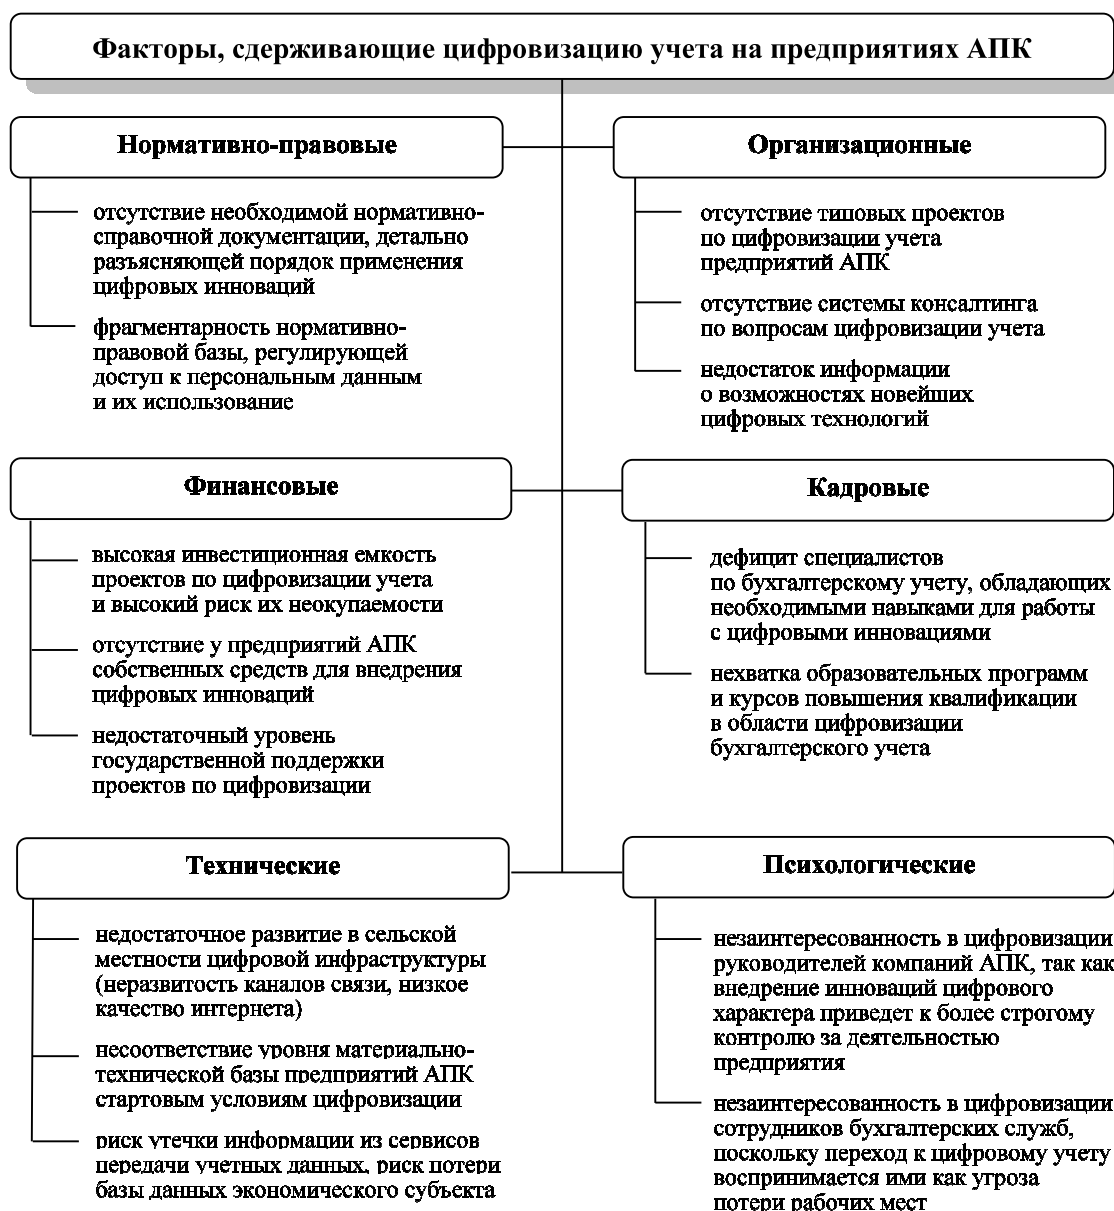 Факторы, сдерживающие цифровизацию учета на предприятиях АПК
Нормативно-правовые
отсутствие необходимой нормативно-
справочной документации, детально
разъясняющей порядок применения
цифровых инноваций
фрагментарность нормативно-
правовой базы, регулирующей
доступ к персональным данным
и их использование
Организационные
отсутствие типовых проектов
по цифровизации учета
предприятий АПК
отсутствие системы консалтинга
по вопросам цифровизации учета
недостаток информации
о возможностях новейших
цифровых технологий
Финансовые
высокая инвестиционная емкость
проектов по цифровизации учета
и высокий риск их неокупаемости
отсутствие у предприятий АПК
собственных средств для внедрения
цифровых инноваций
недостаточный уровень
государственной поддержки
проектов по цифровизации
Кадровые
дефицит специалистов
по бухгалтерскому учету, обладающих
необходимыми навыками для работы
с цифровыми инновациями
нехватка образовательных программ
и курсов повышения квалификации
в области цифровизации
бухгалтерского учета
Технические
недостаточное развитие в сельской
местности цифровой инфраструктуры
(неразвитость каналов связи, низкое
качество интернета)
несоответствие уровня материально-
технической базы предприятий АПК
стартовым условиям цифровизации
риск утечки информации из сервисов
передачи учетных данных, риск потери
базы данных экономического субъекта
Психологические
незаинтересованность в цифровизации
руководителей компаний АПК, так как
внедрение инноваций цифрового
характера приведет к более строгому
контролю за деятельностью
предприятия
незаинтересованность в цифровизации
сотрудников бухгалтерских служб,
поскольку переход к цифровому учету
воспринимается ими как угроза
потери рабочих мест